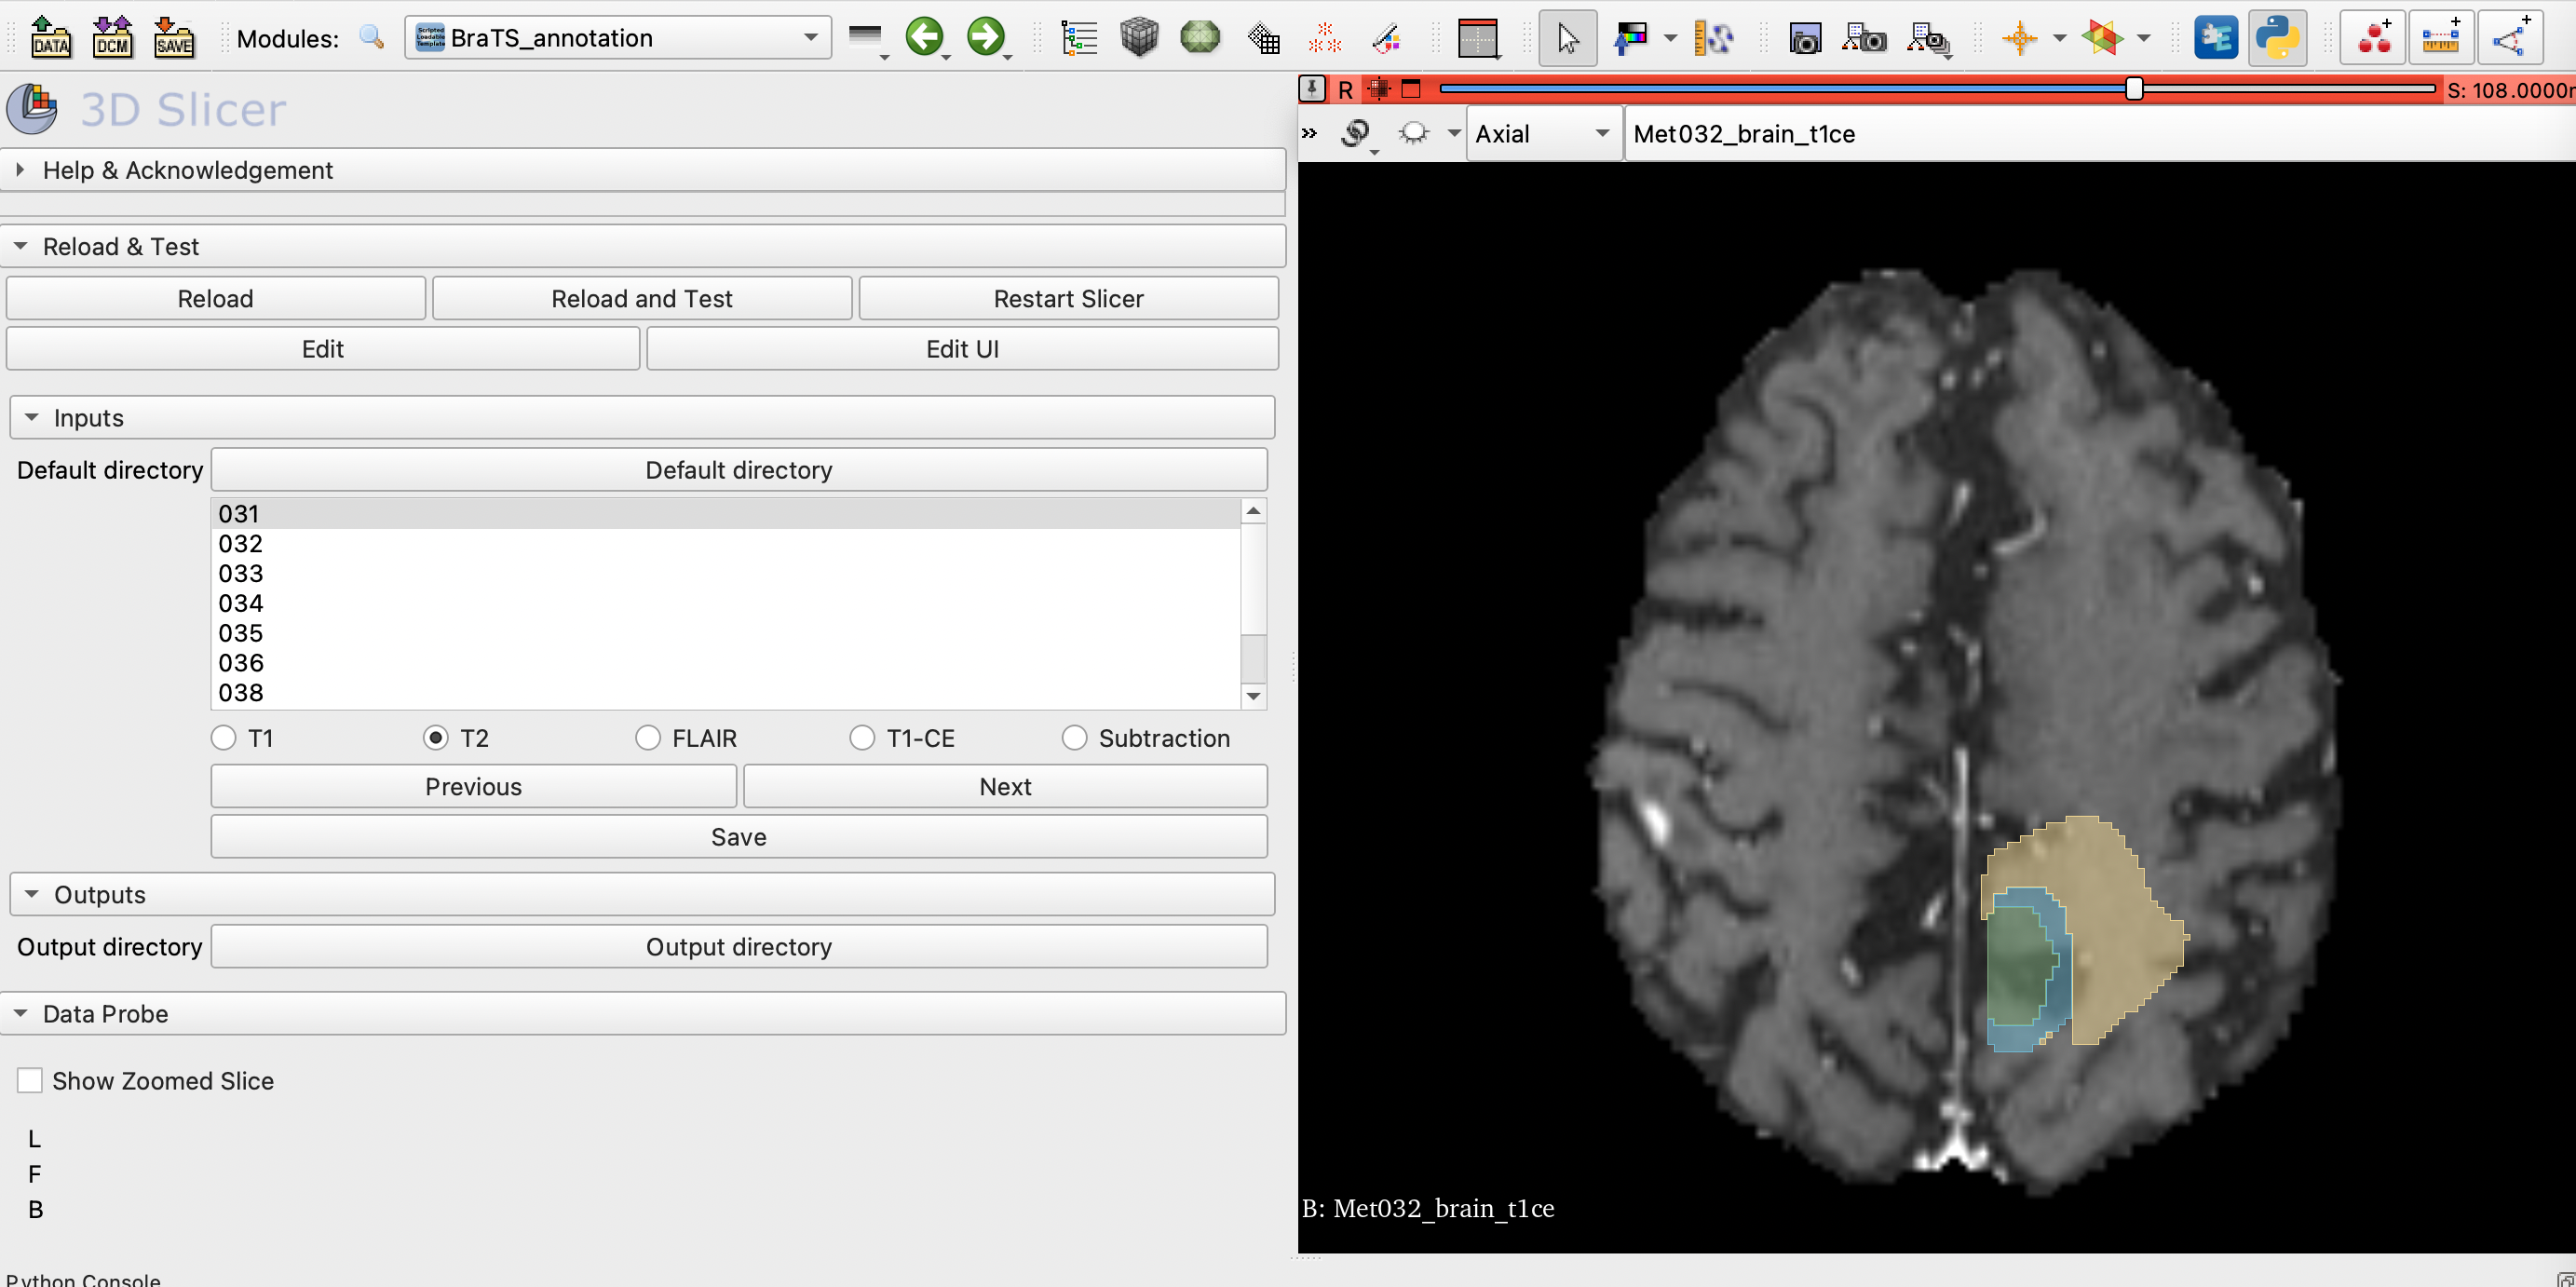 DATA DCM SAVE Modules: Scripted Loadable Template BraTS_annotation
3D Slicer
R S: 108.0000
Axial Met032_brain_t1ce
Help & Acknowledgement
Reload & Test
Reload Reload and Test Restart Slicer
Edit Edit UI
Inputs
Default directory Default directory
031
032
033
034
035
036
038
T1 T2 FLAIR T1-CE Subtraction
Previous Next
Save
Outputs
Output directory Output directory
Data Probe
Show Zoomed Slice
L
F
B
B: Met032_brain_t1ce
Python Console